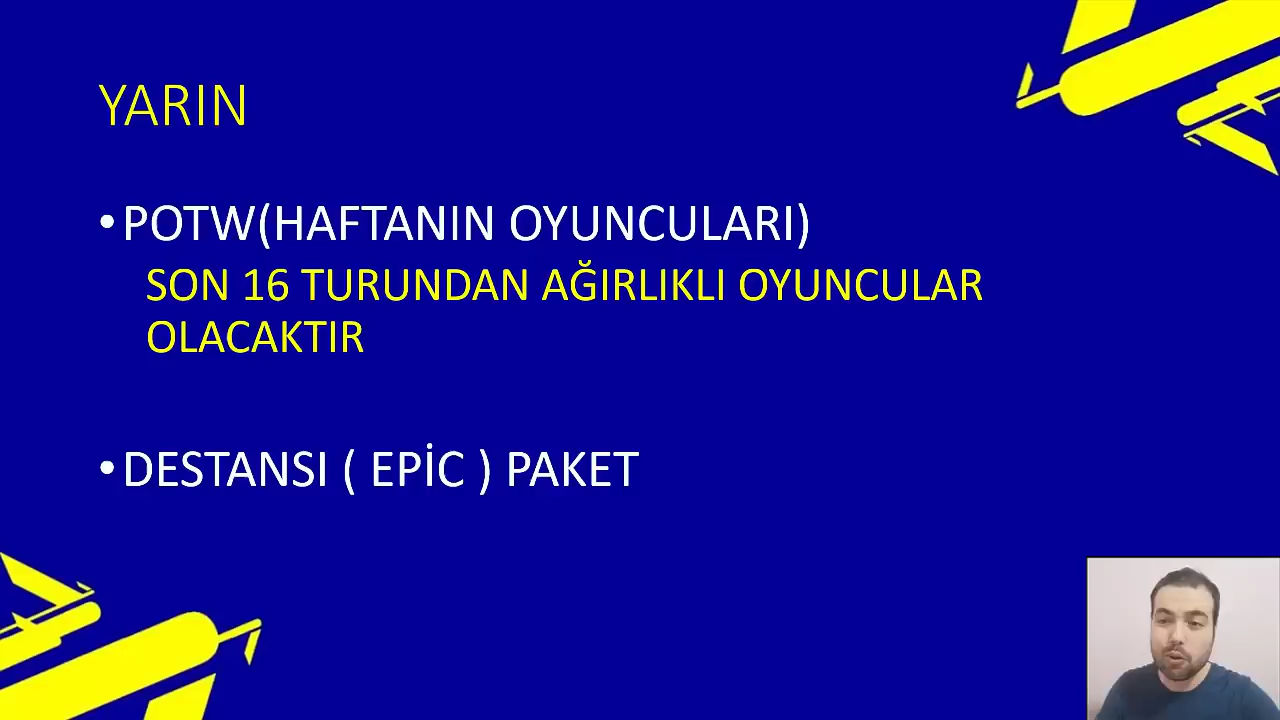 YARIN
•POTW(HAFTANIN OYUNCULARI)
SON 16 TURUNDAN AĞIRLIKLI OYUNCULAR
OLACAKTIR
•DESTANSI ( EPİC ) PAKET